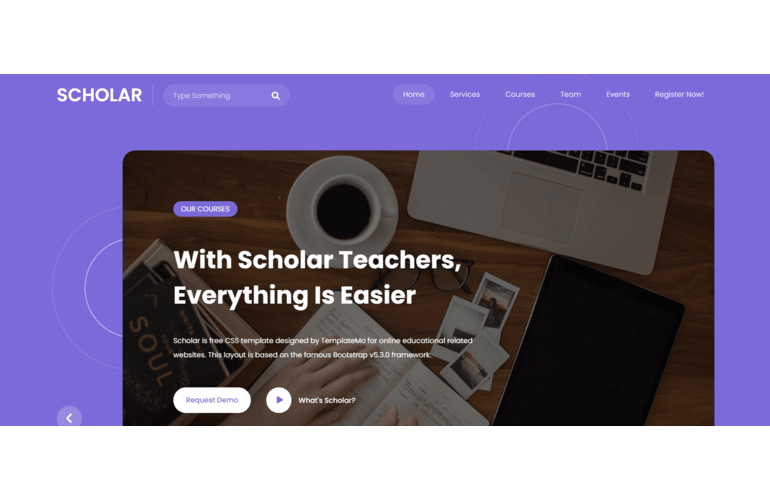 SCHOLAR
Type Something
Home
Services
Courses
Team
Events
Register Now!
OUR COURSES
With Scholar Teachers,
Everything Is Easier
Scholar is free CSS template designed by TemplateMo for online educational related
websites. This layout is based on the famous Bootstrap v5.3.0 framework.
Request Demo
What's Scholar?
SOUL